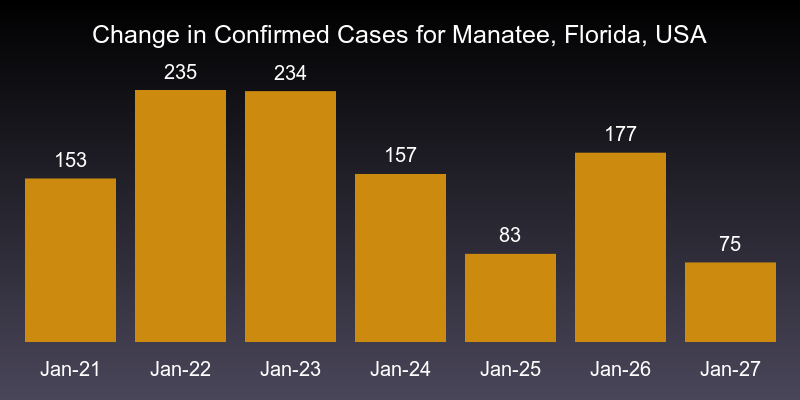 Change in Confirmed Cases for Manatee, Florida, USA
153 235 234 157 83 177 75
Jan-21 Jan-22 Jan-23 Jan-24 Jan-25 Jan-26 Jan-27